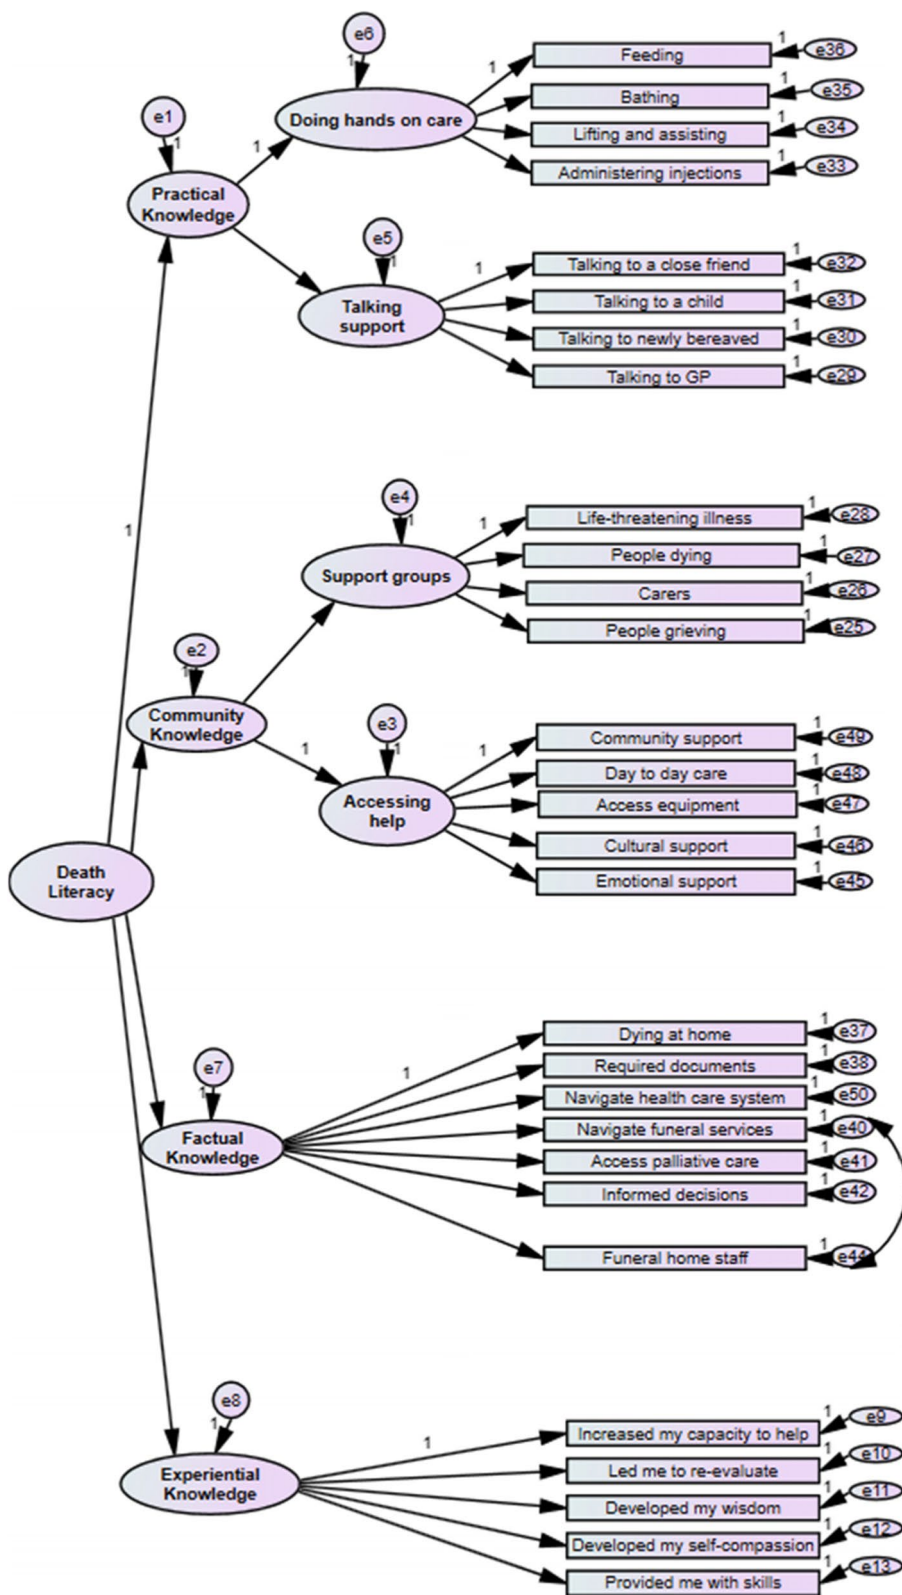 e6
1
1
Feeding
1
e36
Bathing
1
e35
Doing hands on care
Lifting and assisting
1
e34
Administering injections
1
e33
e1
1
1
Practical
Knowledge
e5
1
1
Talking to a close friend
1
e32
Talking to a child
1
e31
Talking
support
Talking to newly bereaved
1
e30
Talking to GP
1
e29
1
e4
1
1
Life-threatening illness
1
e28
People dying
1
e27
Support groups
Carers
1
e26
People grieving
1
e25
e2
1
Community
Knowledge
1
e3
1
1
Community support
1
e49
Day to day care
1
e48
Accessing
help
Access equipment
1
e47
Cultural support
1
e46
Emotional support
1
e45
Death
Literacy
e7
1
1
Dying at home
1
e37
Required documents
1
e38
Navigate health care system
1
e50
Factual
Knowledge
Navigate funeral services
1
e40
Access palliative care
1
e41
Informed decisions
1
e42
Funeral home staff
1
e44
e8
1
1
Increased my capacity to help
1
e9
Led me to re-evaluate
1
e10
Experiential
Knowledge
Developed my wisdom
1
e11
Developed my self-compassion
1
e12
Provided me with skills
1
e13